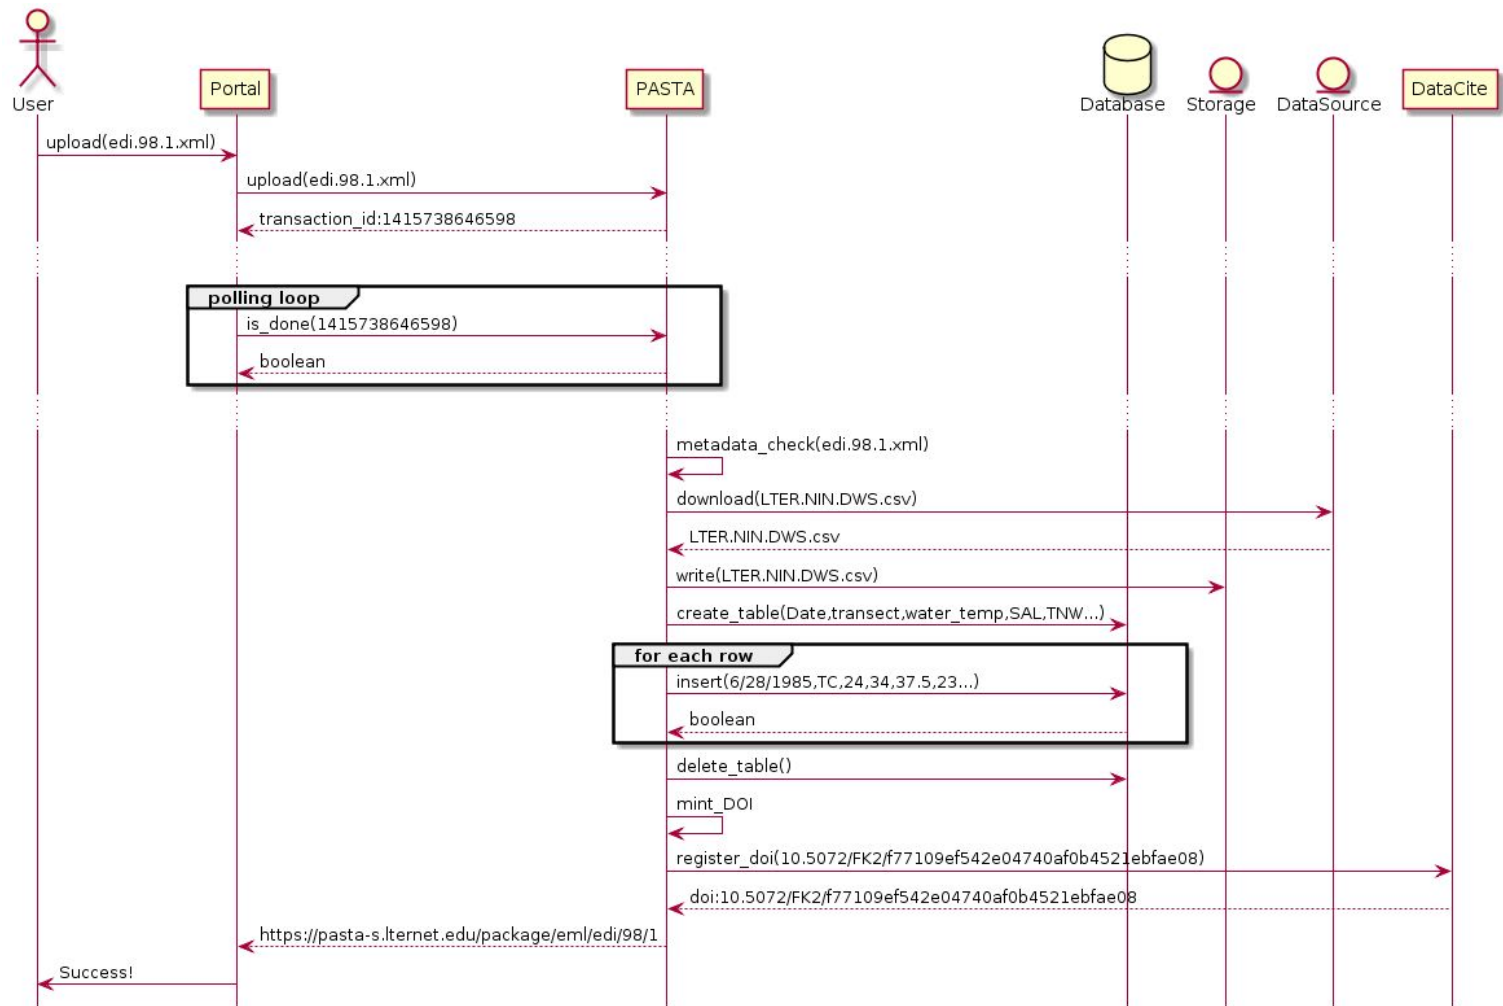 User
Portal
PASTA
Database
Storage
DataSource
DataCite
upload(edi.98.1.xml)
upload(edi.98.1.xml)
transaction_id:1415738646598
polling loop
is_done(1415738646598)
boolean
metadata_check(edi.98.1.xml)
download(LTER.NIN.DWS.csv)
LTER.NIN.DWS.csv
write(LTER.NIN.DWS.csv)
create_table(Date,transect,water_temp,SAL,TNW...)
for each row
insert(6/28/1985,TC,24,34,37.5,23...)
boolean
delete_table()
mint_DOI
register_doi(10.5072/FK2/f77109ef542e04740af0b4521ebfae08)
doi:10.5072/FK2/f77109ef542e04740af0b4521ebfae08
https://pasta-s.lternet.edu/package/eml/edi/98/1
Success!